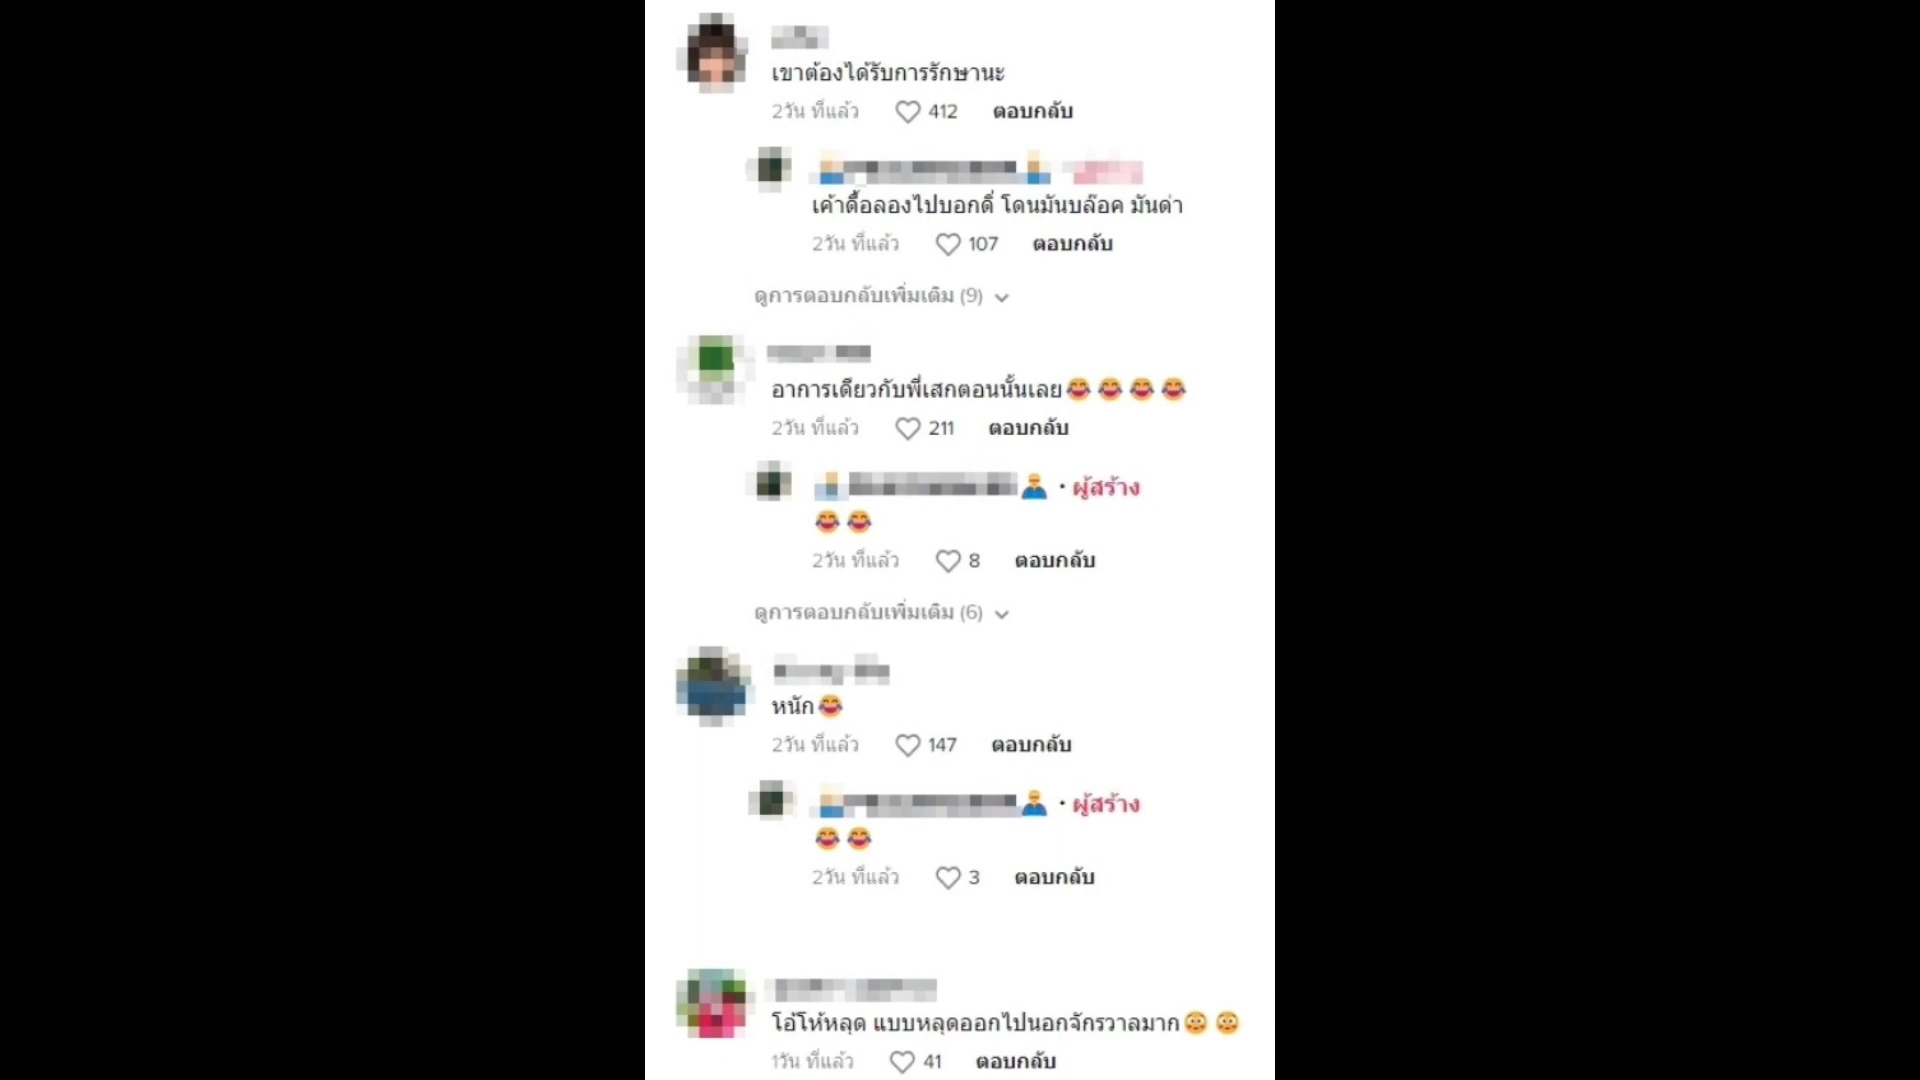 เขาต้องได้รับการรักษานะ
2วัน ที่แล้ว 412 ตอบกลับ
เค้าดื้อลองไปบอกดิ่ โดนมันบล๊อค มันด่า
2วัน ที่แล้ว 107 ตอบกลับ
ดูการตอบกลับเพิ่มเติม (9)
อาการเดียวกับพี่เสกตอนนั้นเลย😂😂😂😂
2วัน ที่แล้ว 211 ตอบกลับ
· ผู้สร้าง
😂😂
2วัน ที่แล้ว 8 ตอบกลับ
ดูการตอบกลับเพิ่มเติม (6)
หนัก😂
2วัน ที่แล้ว 147 ตอบกลับ
· ผู้สร้าง
😂😂
2วัน ที่แล้ว 3 ตอบกลับ
โอ้โห้หลุด แบบหลุดออกไปนอกจักรวาลมาก😳😳
1วัน ที่แล้ว 41 ตอบกลับ